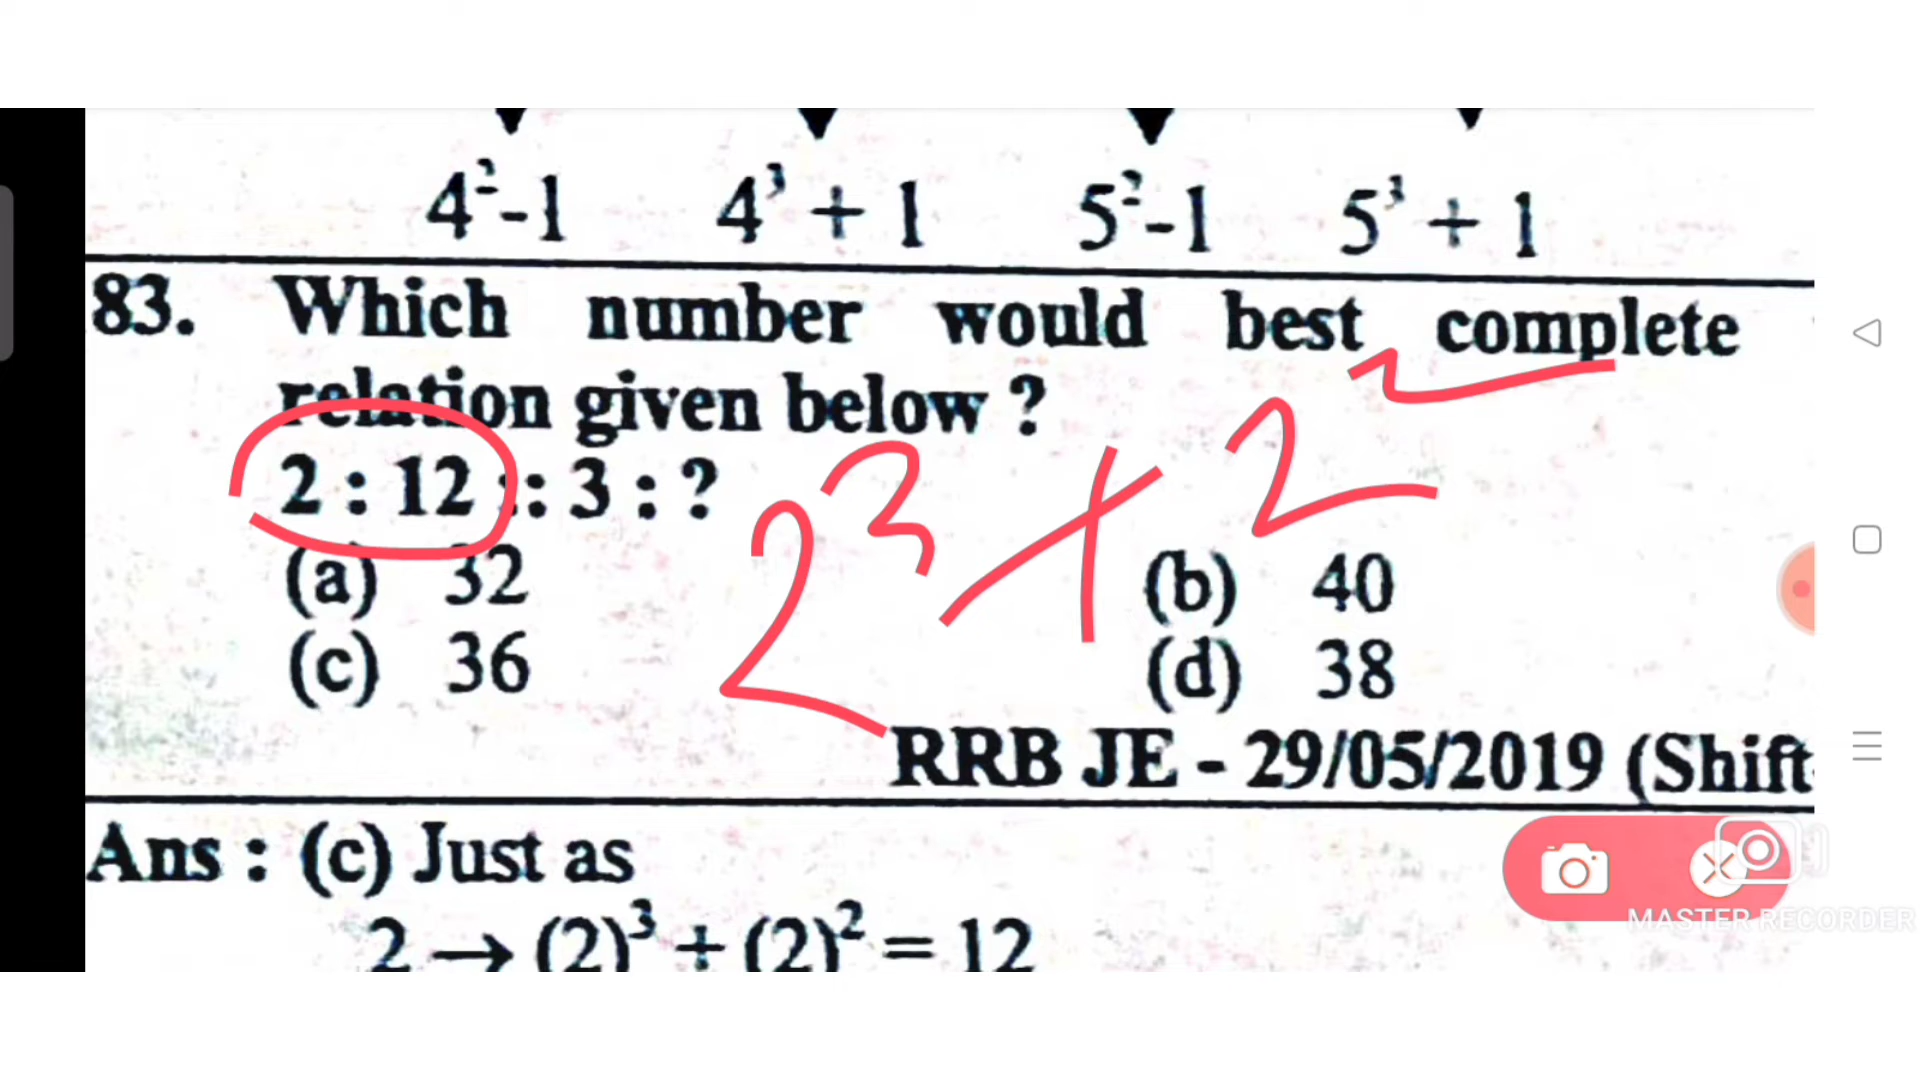 4²-1 4³ + 1 5²-1 5³ + 1
83. Which number would best complete
relation given below ?
2 : 12 :: 3 : ?
2³+2²
(a) 32 (b) 40
(c) 36 (d) 38
RRB JE - 29/05/2019 (Shift
Ans : (c) Just as
2 → (2)³ + (2)² = 12
MASTER RECORDER